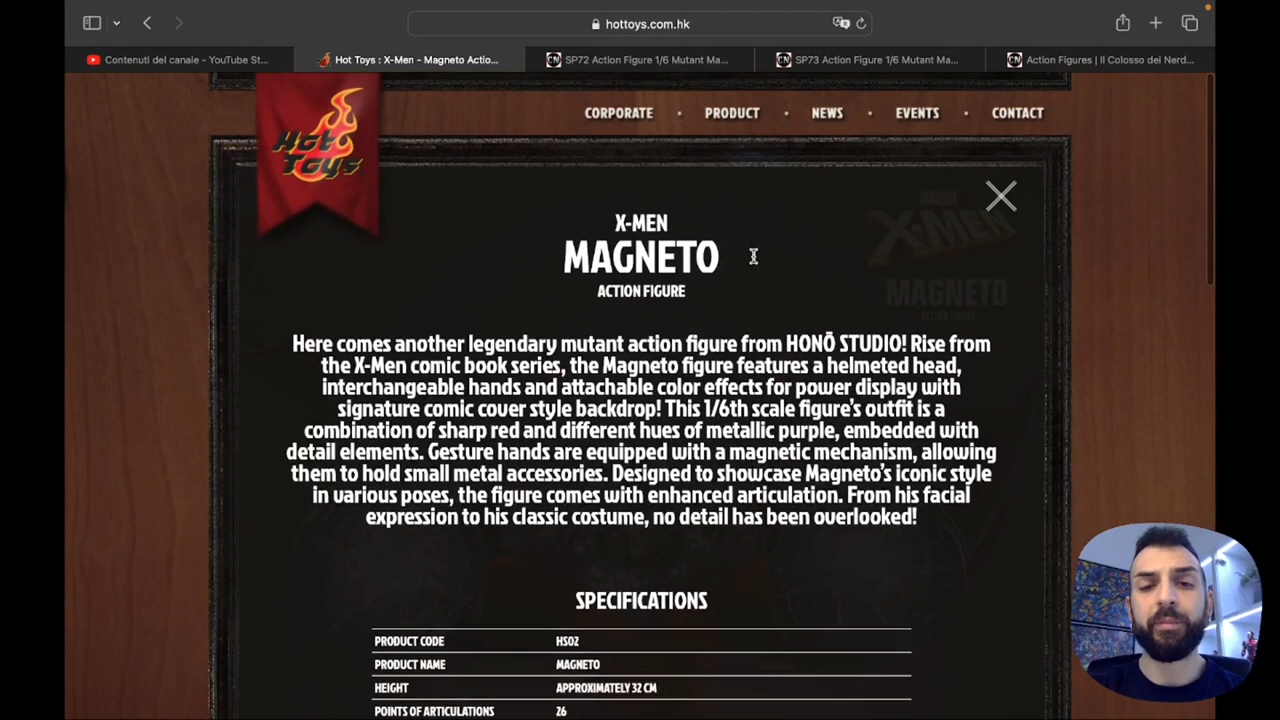 hottoys.com.hk
Contenuti del canale - YouTube St...
Hot Toys : X-Men - Magneto Actio...
SP72 Action Figure 1/6 Mutant Ma...
SP73 Action Figure 1/6 Mutant Ma...
Action Figures | Il Colosso dei Nerd...
Hot
Toys
CORPORATE • PRODUCT • NEWS • EVENTS • CONTACT
MARVEL
X-MEN
MAGNETO
ACTION FIGURE
X-MEN
MAGNETO
ACTION FIGURE
Here comes another legendary mutant action figure from HONŌ STUDIO! Rise from
the X-Men comic book series, the Magneto figure features a helmeted head,
interchangeable hands and attachable color effects for power display with
signature comic cover style backdrop! This 1/6th scale figure's outfit is a
combination of sharp red and different hues of metallic purple, embedded with
detail elements. Gesture hands are equipped with a magnetic mechanism, allowing
them to hold small metal accessories. Designed to showcase Magneto's iconic style
in various poses, the figure comes with enhanced articulation. From his facial
expression to his classic costume, no detail has been overlooked!
SPECIFICATIONS
PRODUCT CODE HS02
PRODUCT NAME MAGNETO
HEIGHT APPROXIMATELY 32 CM
POINTS OF ARTICULATIONS 26